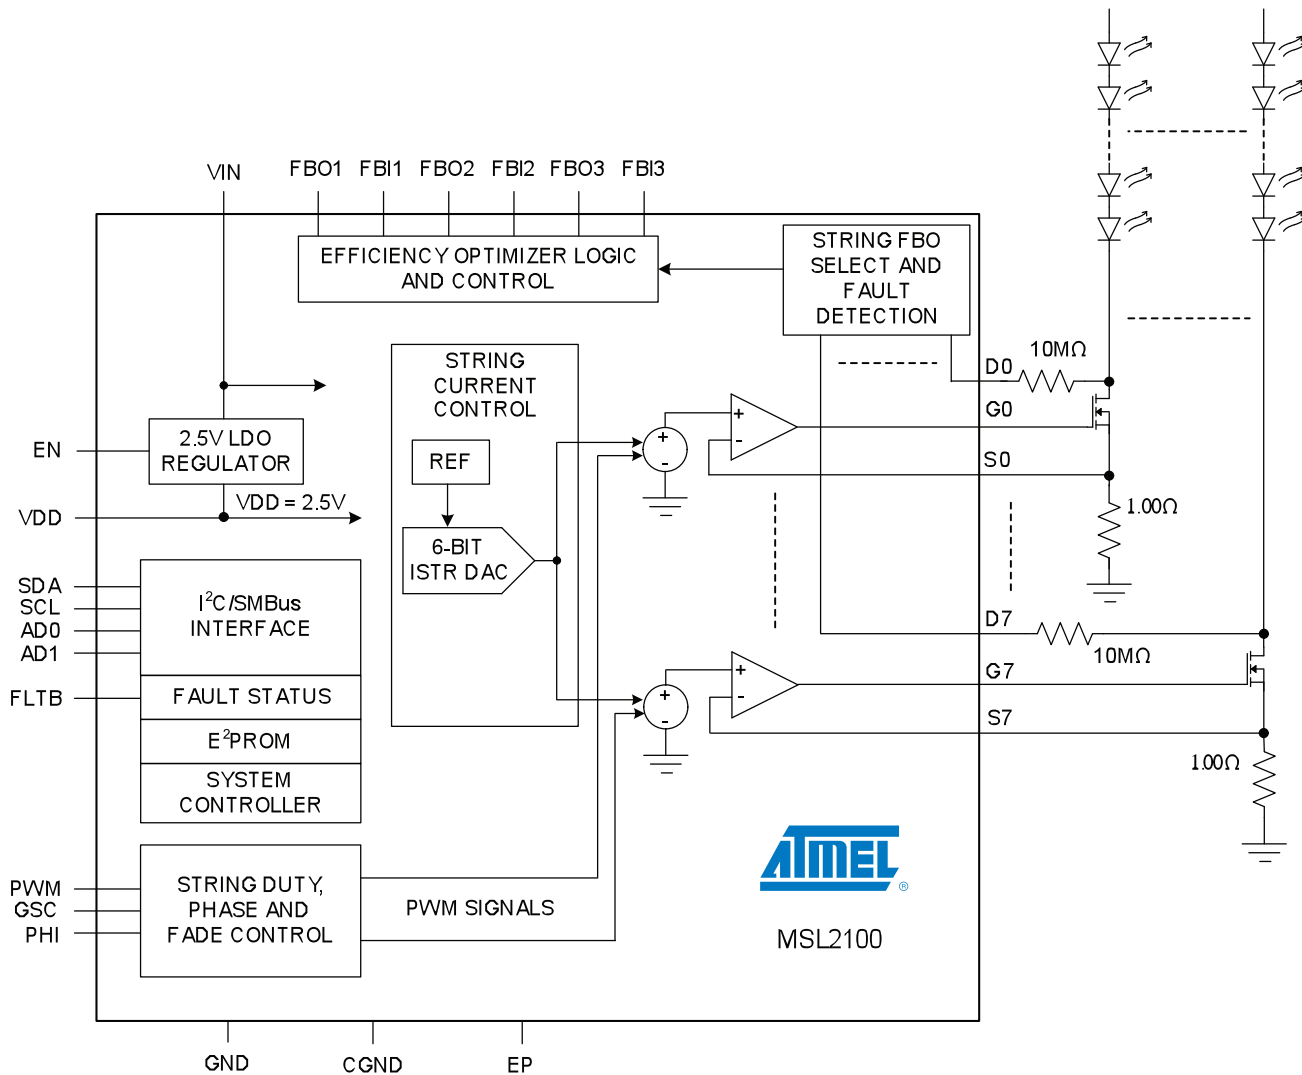 VIN
FBO1
FBI1
FBO2
FBI2
FBO3
FBI3
EFFICIENCY OPTIMIZER LOGIC
AND CONTROL
STRING FBO
SELECT AND
FAULT
DETECTION
STRING
CURRENT
CONTROL
REF
6-BIT
ISTR DAC
EN
2.5V LDO
REGULATOR
VDD
VDD = 2.5V
SDA
SCL
AD0
AD1
I²C/SMBus
INTERFACE
FLTB
FAULT STATUS
E²PROM
SYSTEM
CONTROLLER
PWM
GSC
PHI
STRING DUTY,
PHASE AND
FADE CONTROL
PWM SIGNALS
+
-
+
-
+
-
+
-
D0
10MΩ
G0
S0
1.00Ω
D7
10MΩ
G7
S7
1.00Ω
ATMEL
®
MSL2100
GND
CGND
EP